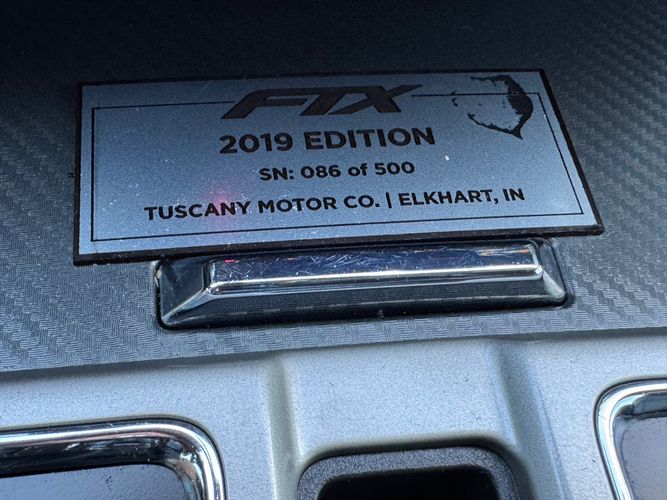 FTX
2019 EDITION
SN: 086 of 500
TUSCANY MOTOR CO. | ELKHART, IN